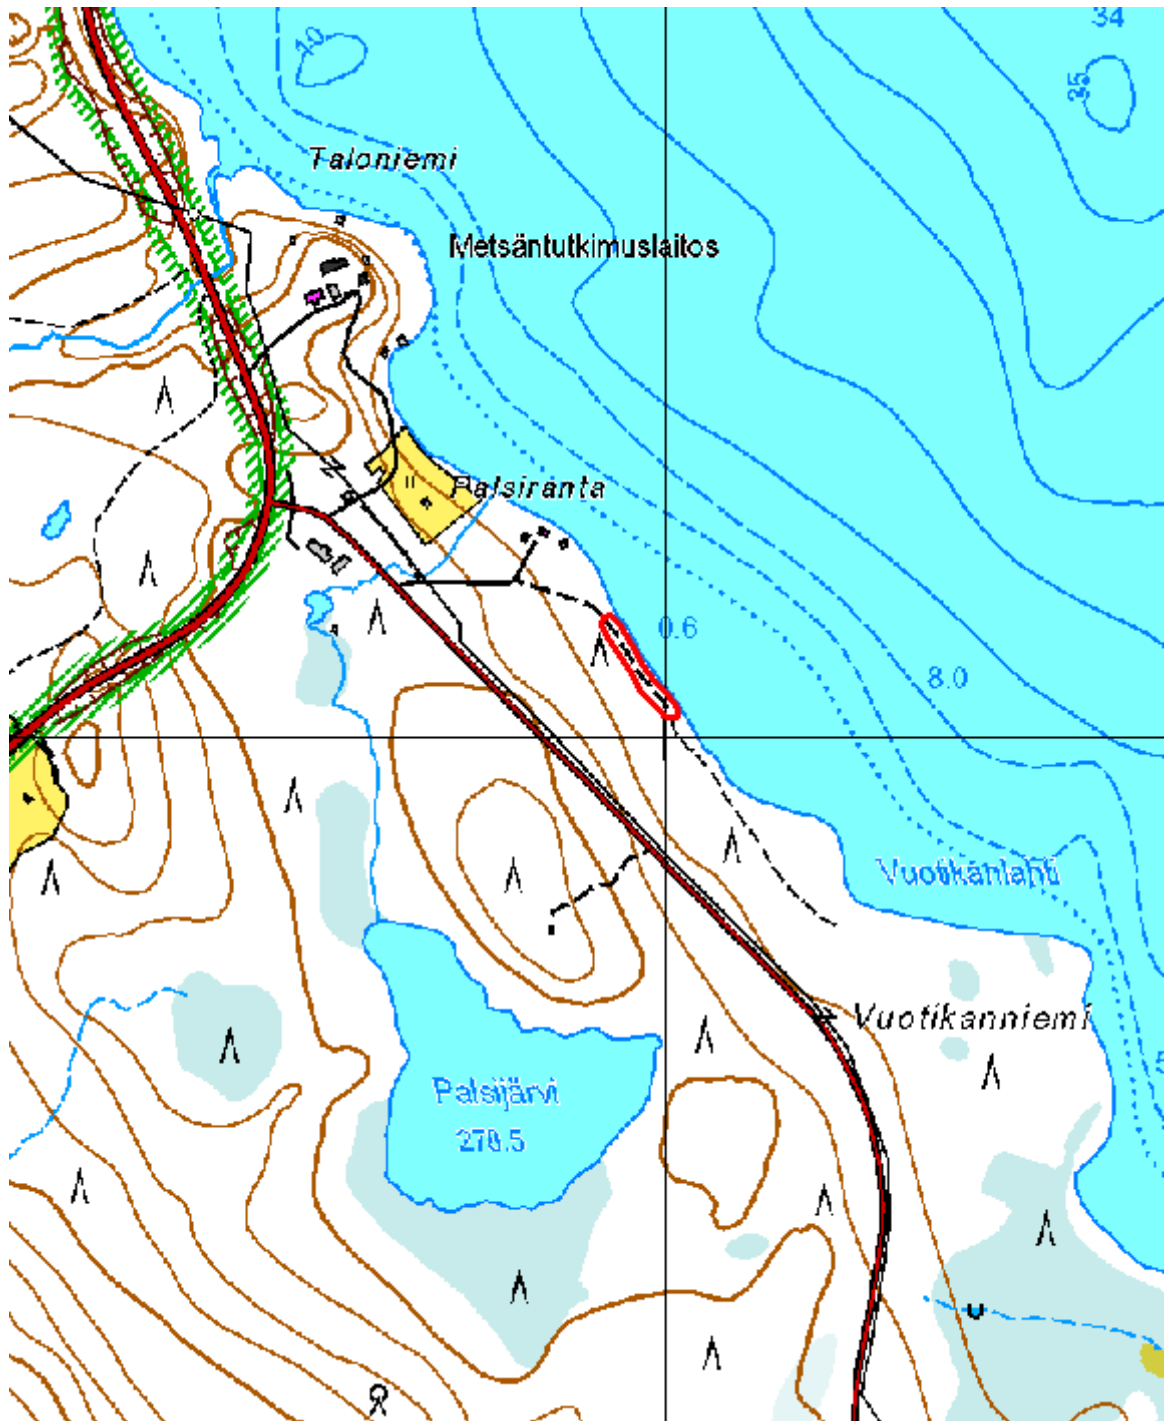 34
10
35
Taloniemi
Metsäntutkimuslaitos
Palsiranta
0.6
8.0
Vuotikanlahti
Vuotikanniemi
Palsijärvi
278.5